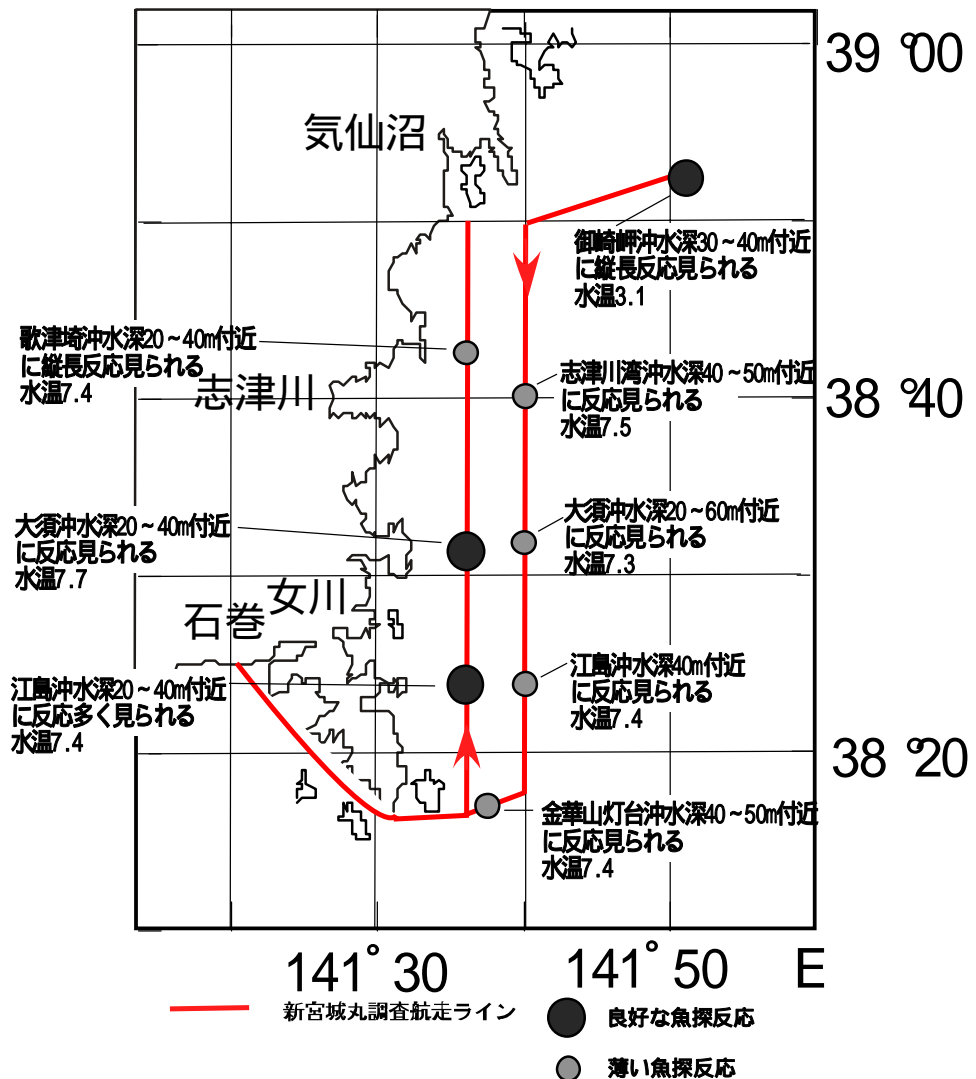 39°00
気仙沼
御崎岬沖水深30～40m付近
に縦長反応見られる
水温3.1
歌津埼沖水深20～40m付近
に縦長反応見られる
水温7.4
志津川
志津川湾沖水深40～50m付近
に反応見られる
水温7.5
38°40
大須沖水深20～40m付近
に反応見られる
水温7.7
大須沖水深20～60m付近
に反応見られる
水温7.3
女川
石巻
江島沖水深20～40m付近
に反応多く見られる
水温7.4
江島沖水深40m付近
に反応見られる
水温7.4
38°20
金華山灯台沖水深40～50m付近
に反応見られる
水温7.4
141°30
141°50
E
新宮城丸調査航走ライン
良好な魚探反応
薄い魚探反応